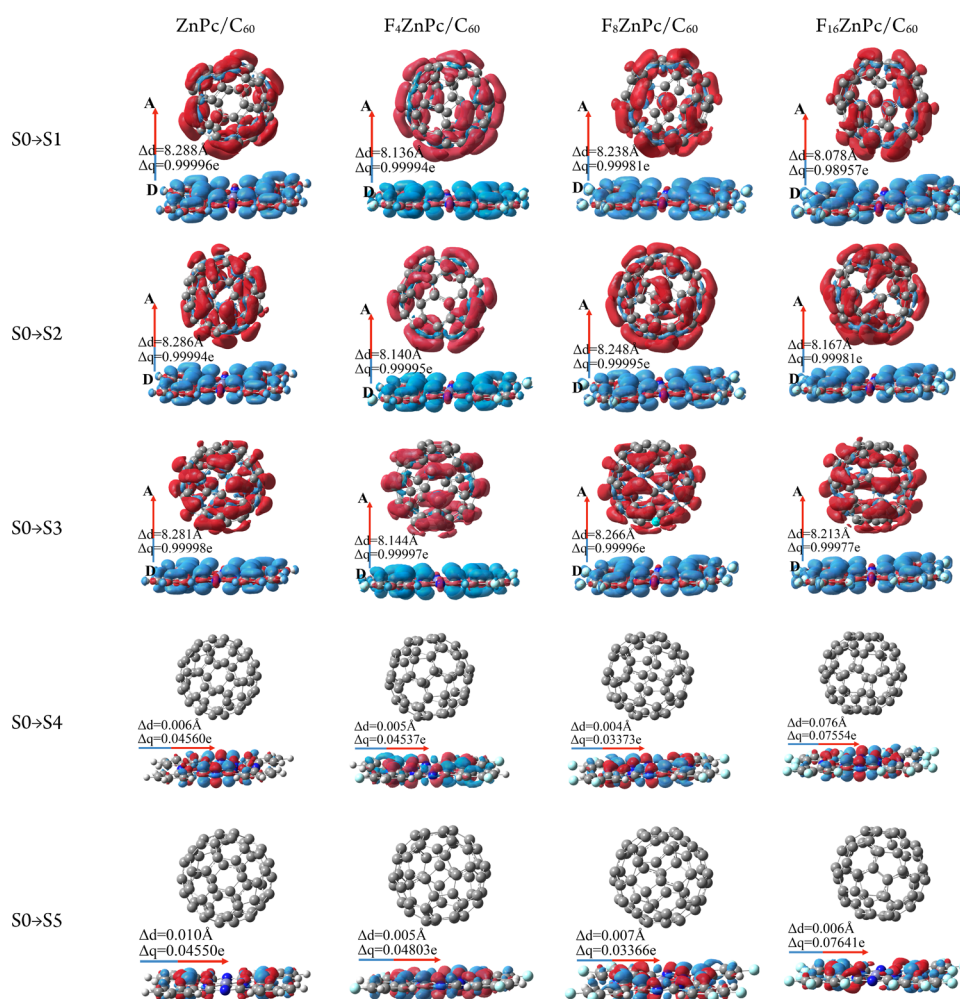 ZnPc/C₆₀ F₄ZnPc/C₆₀ F₈ZnPc/C₆₀ F₁₆ZnPc/C₆₀
S0→S1
A A A A
Δd=8.288Å Δd=8.136Å Δd=8.238Å Δd=8.078Å
Δq=0.99996e Δq=0.99994e Δq=0.99981e Δq=0.98957e
D D D D
S0→S2
A A A A
Δd=8.286Å Δd=8.140Å Δd=8.248Å Δd=8.167Å
Δq=0.99994e Δq=0.99995e Δq=0.99995e Δq=0.99981e
D D D D
S0→S3
A A A A
Δd=8.281Å Δd=8.144Å Δd=8.266Å Δd=8.213Å
Δq=0.99998e Δq=0.99997e Δq=0.99996e Δq=0.99977e
D D D D
S0→S4
Δd=0.006Å Δd=0.005Å Δd=0.004Å Δd=0.076Å
Δq=0.04560e Δq=0.04537e Δq=0.03373e Δq=0.07554e
S0→S5
Δd=0.010Å Δd=0.005Å Δd=0.007Å Δd=0.006Å
Δq=0.04550e Δq=0.04803e Δq=0.03366e Δq=0.07641e